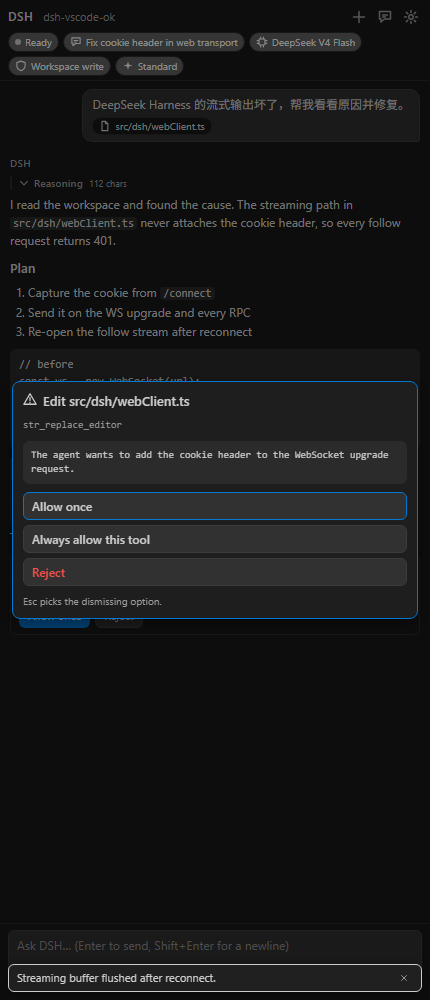 DSH dsh-vscode-ok
Ready Fix cookie header in web transport DeepSeek V4 Flash
Workspace write Standard
DeepSeek Harness 的流式输出坏了，帮我看看原因并修复。
src/dsh/webClient.ts
DSH
Reasoning 112 chars
I read the workspace and found the cause. The streaming path in
src/dsh/webClient.ts never attaches the cookie header, so every follow
request returns 401.
Plan
1. Capture the cookie from /connect
2. Send it on the WS upgrade and every RPC
3. Re-open the follow stream after reconnect
// before
const ws = new WebSocket(url);
Edit src/dsh/webClient.ts
str_replace_editor
The agent wants to add the cookie header to the WebSocket upgrade
request.
Allow once
Always allow this tool
Reject
Esc picks the dismissing option.
Ask DSH... (Enter to send, Shift+Enter for a newline)
Streaming buffer flushed after reconnect.